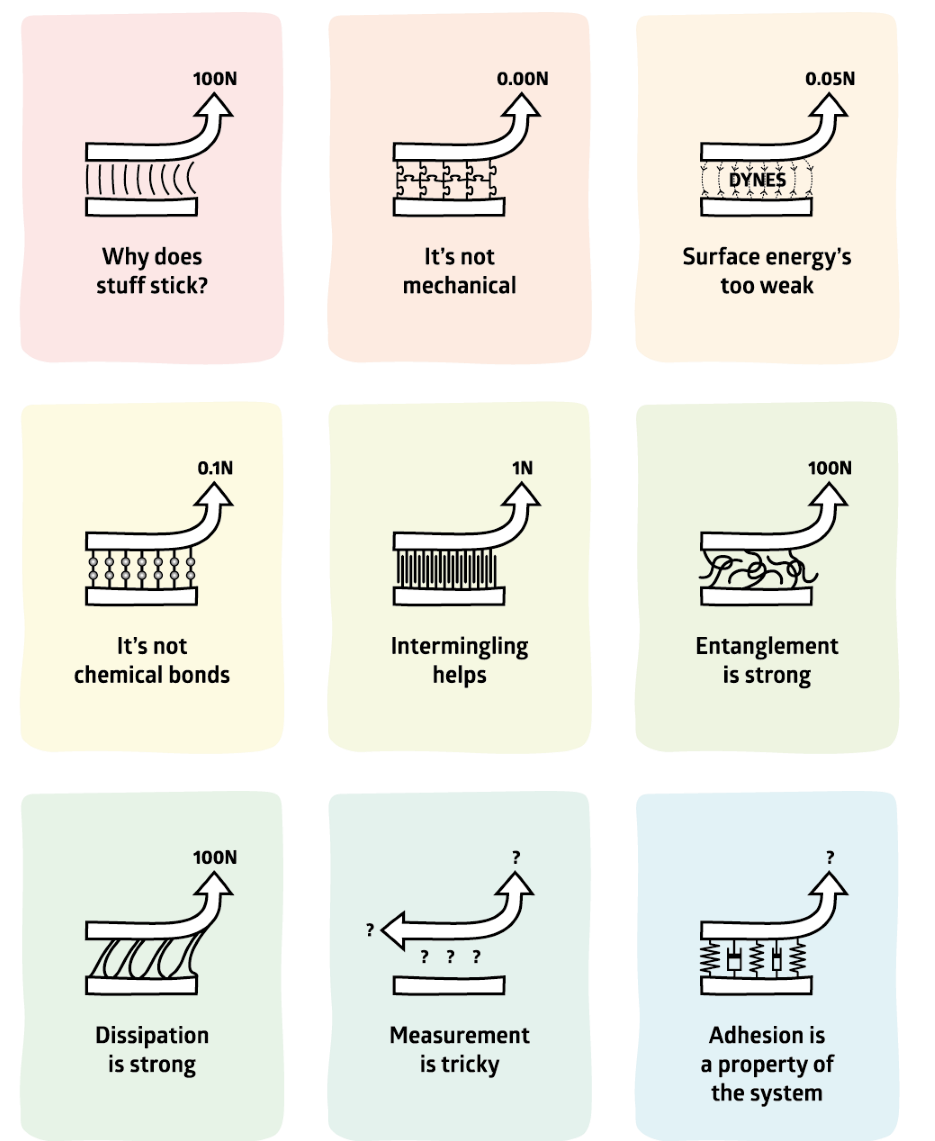 100N
Why does
stuff stick?
0.00N
It's not
mechanical
0.05N
DYNES
Surface energy's
too weak
0.1N
It's not
chemical bonds
1N
Intermingling
helps
100N
Entanglement
is strong
100N
Dissipation
is strong
?
?
? ? ?
Measurement
is tricky
?
Adhesion is
a property of
the system